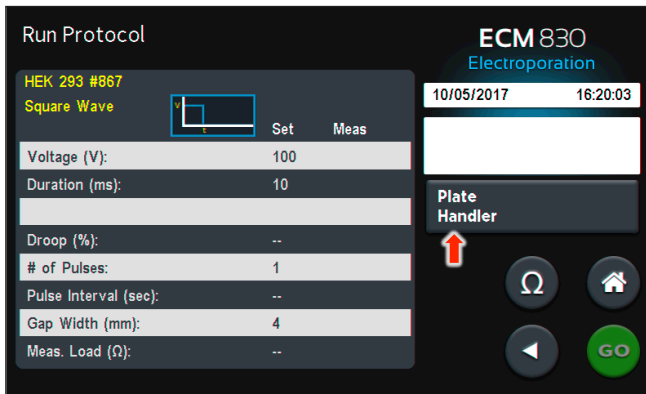 Run Protocol
ECM 830
Electroporation
HEK 293 #867
Square Wave
V
t
Set Meas
10/05/2017 16:20:03
Voltage (V): 100
Duration (ms): 10
Plate
Handler
Droop (%): --
# of Pulses: 1
Pulse Interval (sec): --
Gap Width (mm): 4
Meas. Load (Ω): --
Ω
GO